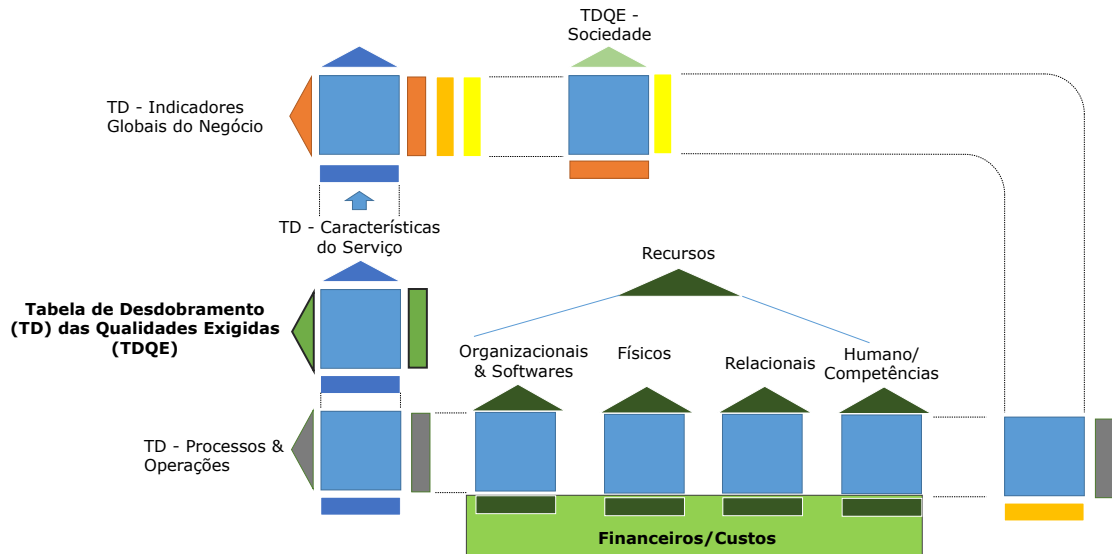 TDQE -
Sociedade
TD - Indicadores
Globais do Negócio
TD - Características
do Serviço
Recursos
Tabela de Desdobramento
(TD) das Qualidades Exigidas
(TDQE)
Organizacionais
& Softwares
Físicos
Relacionais
Humano/
Competências
TD - Processos &
Operações
Financeiros/Custos